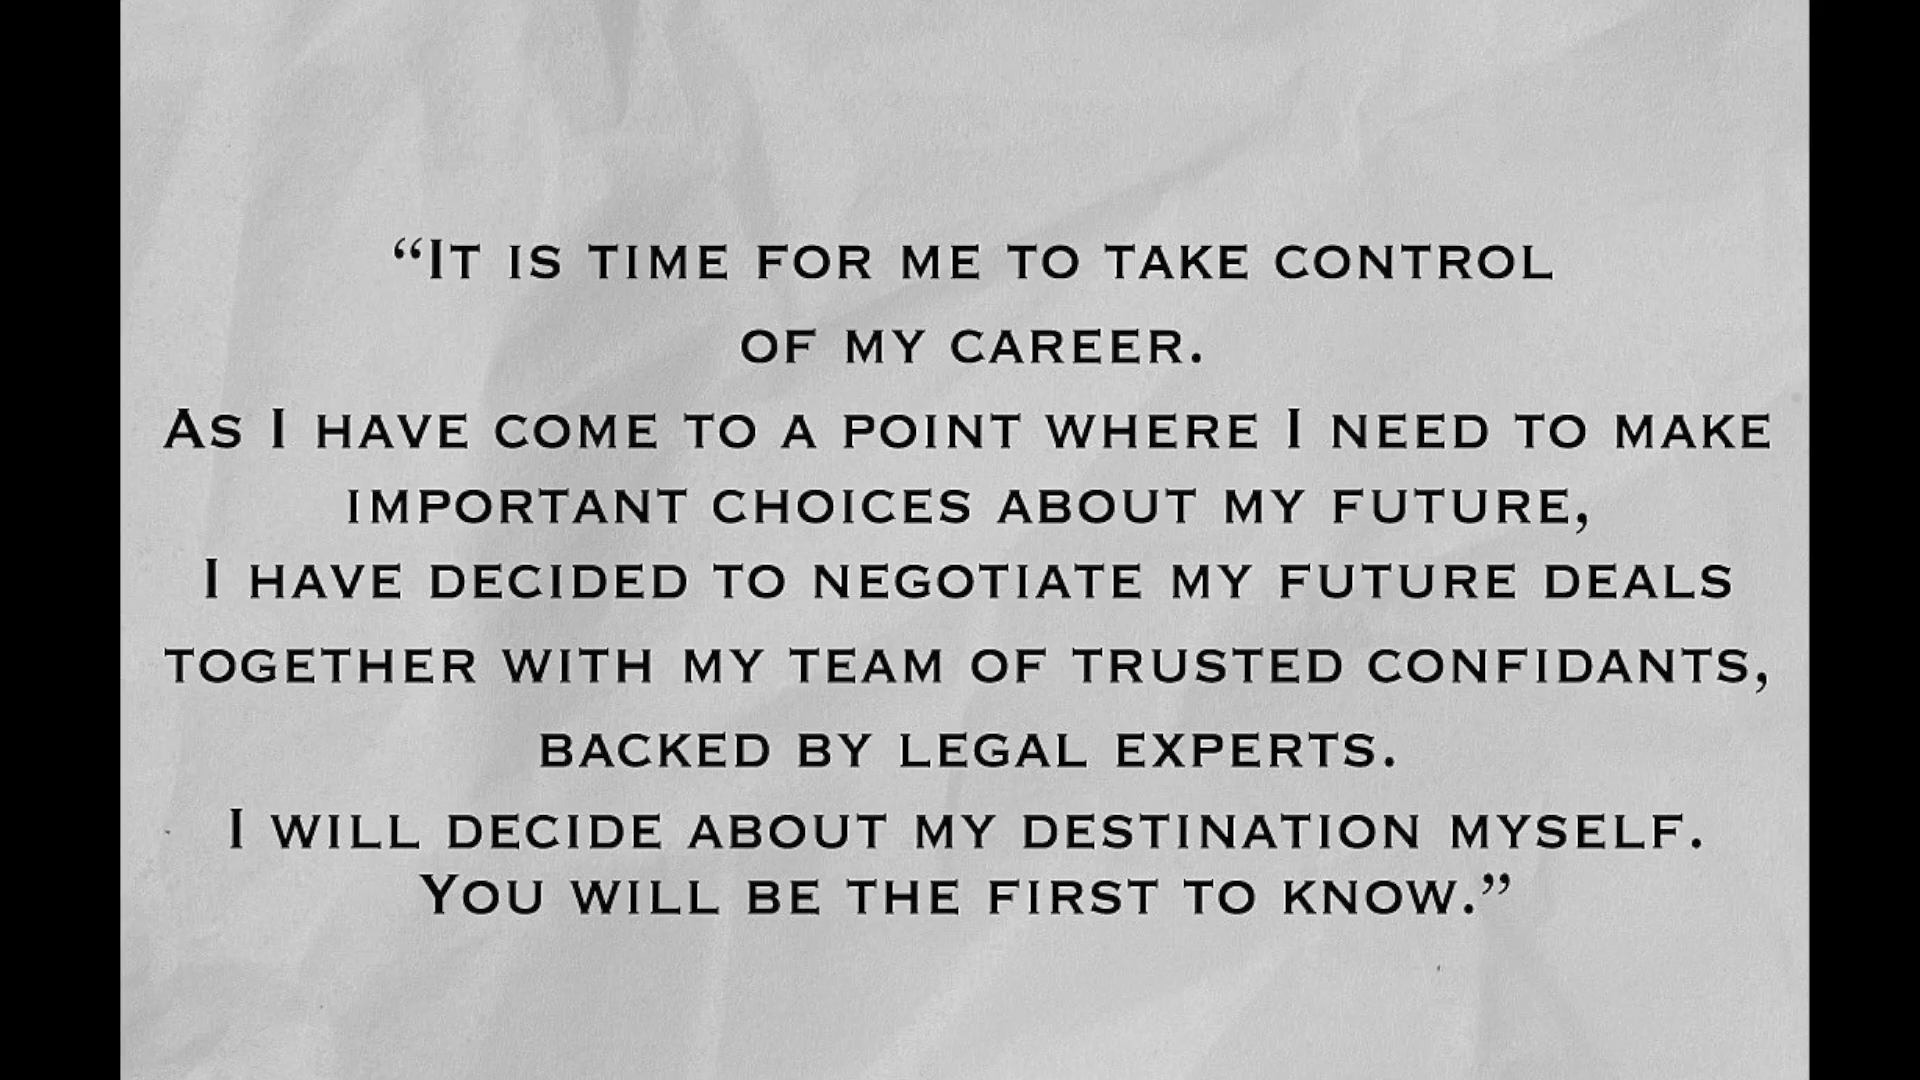 “It is time for me to take control
of my career.
As I have come to a point where I need to make
important choices about my future,
I have decided to negotiate my future deals
together with my team of trusted confidants,
backed by legal experts.
I will decide about my destination myself.
You will be the first to know.”